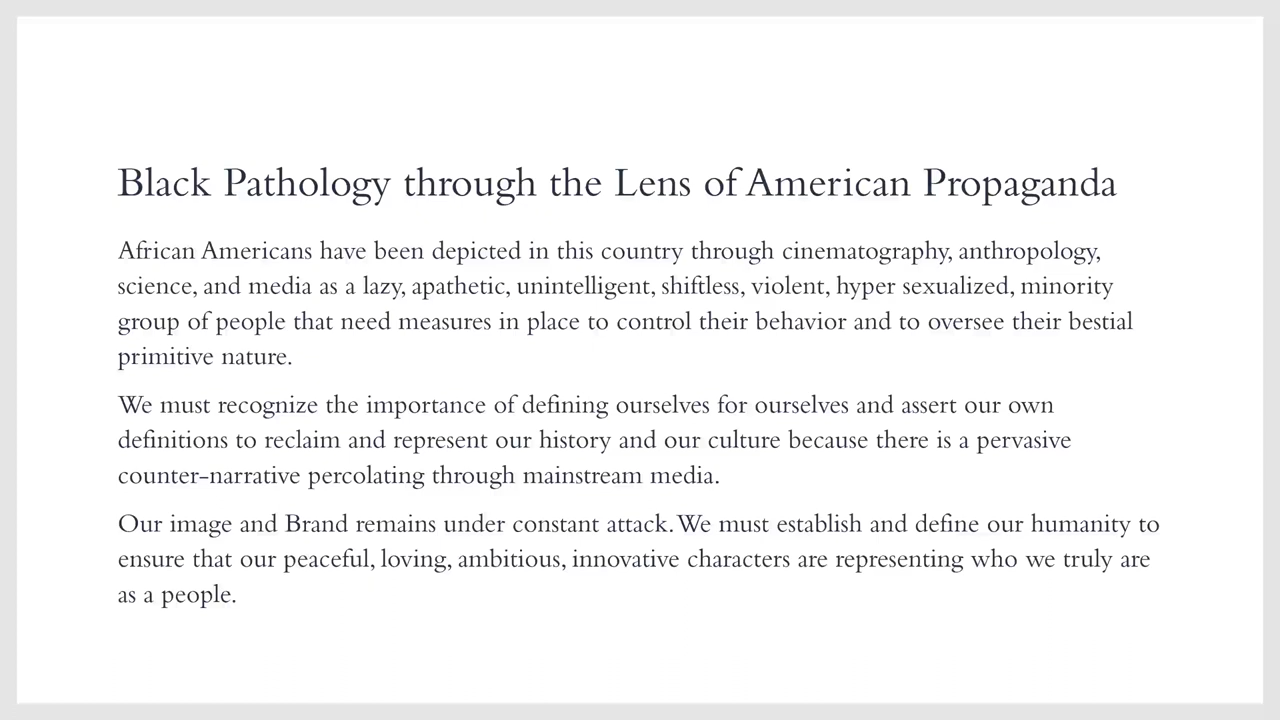 Black Pathology through the Lens of American Propaganda
African Americans have been depicted in this country through cinematography, anthropology,
science, and media as a lazy, apathetic, unintelligent, shiftless, violent, hyper sexualized, minority
group of people that need measures in place to control their behavior and to oversee their bestial
primitive nature.
We must recognize the importance of defining ourselves for ourselves and assert our own
definitions to reclaim and represent our history and our culture because there is a pervasive
counter-narrative percolating through mainstream media.
Our image and Brand remains under constant attack. We must establish and define our humanity to
ensure that our peaceful, loving, ambitious, innovative characters are representing who we truly are
as a people.